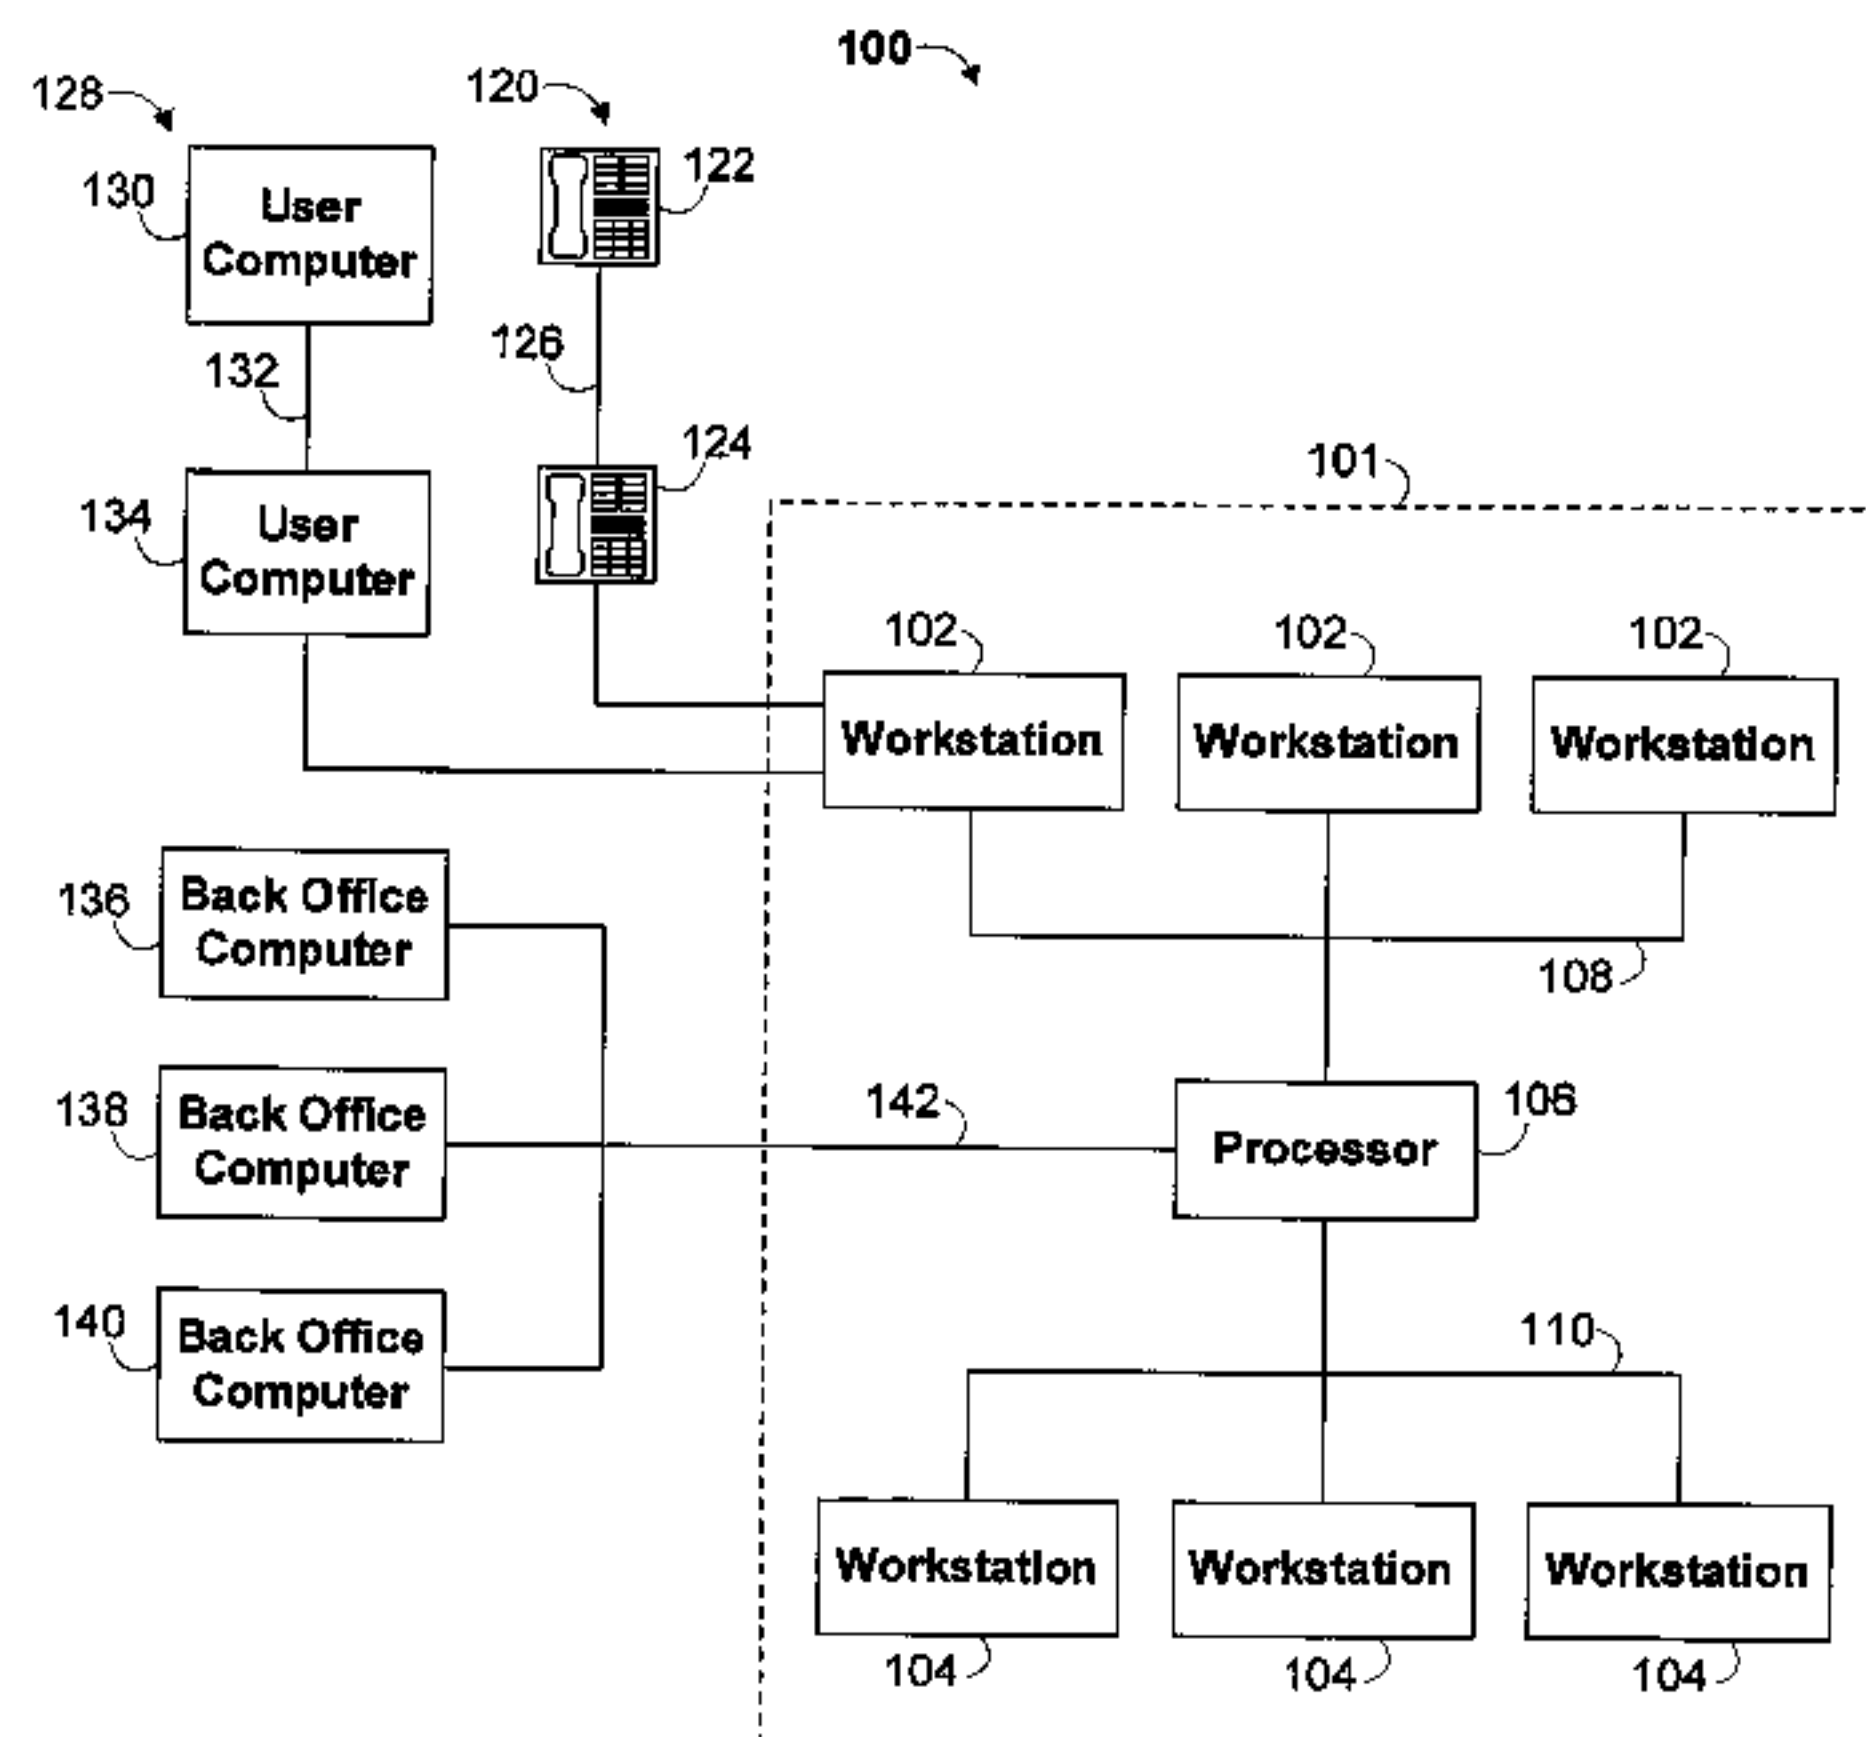 100
128
120
122
130
User
Computer
126
132
124
101
134
User
Computer
102
102
102
Workstation
Workstation
Workstation
136
Back Office
Computer
108
142
106
138
Back Office
Computer
Processor
140
Back Office
Computer
110
Workstation
Workstation
Workstation
104
104
104